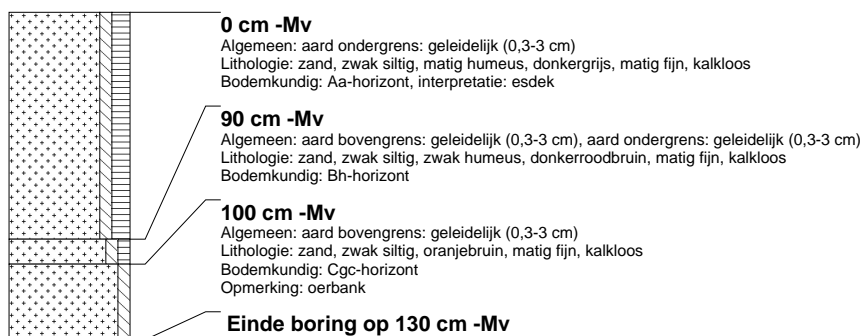 0 cm -Mv
Algemeen: aard ondergrens: geleidelijk (0,3-3 cm)
Lithologie: zand, zwak siltig, matig humeus, donkergrijs, matig fijn, kalkloos
Bodemkundig: Aa-horizont, interpretatie: esdek
90 cm -Mv
Algemeen: aard bovengrens: geleidelijk (0,3-3 cm), aard ondergrens: geleidelijk (0,3-3 cm)
Lithologie: zand, zwak siltig, zwak humeus, donkerroodbruin, matig fijn, kalkloos
Bodemkundig: Bh-horizont
100 cm -Mv
Algemeen: aard bovengrens: geleidelijk (0,3-3 cm)
Lithologie: zand, zwak siltig, oranjebruin, matig fijn, kalkloos
Bodemkundig: Cgc-horizont
Opmerking: oerbank
Einde boring op 130 cm -Mv